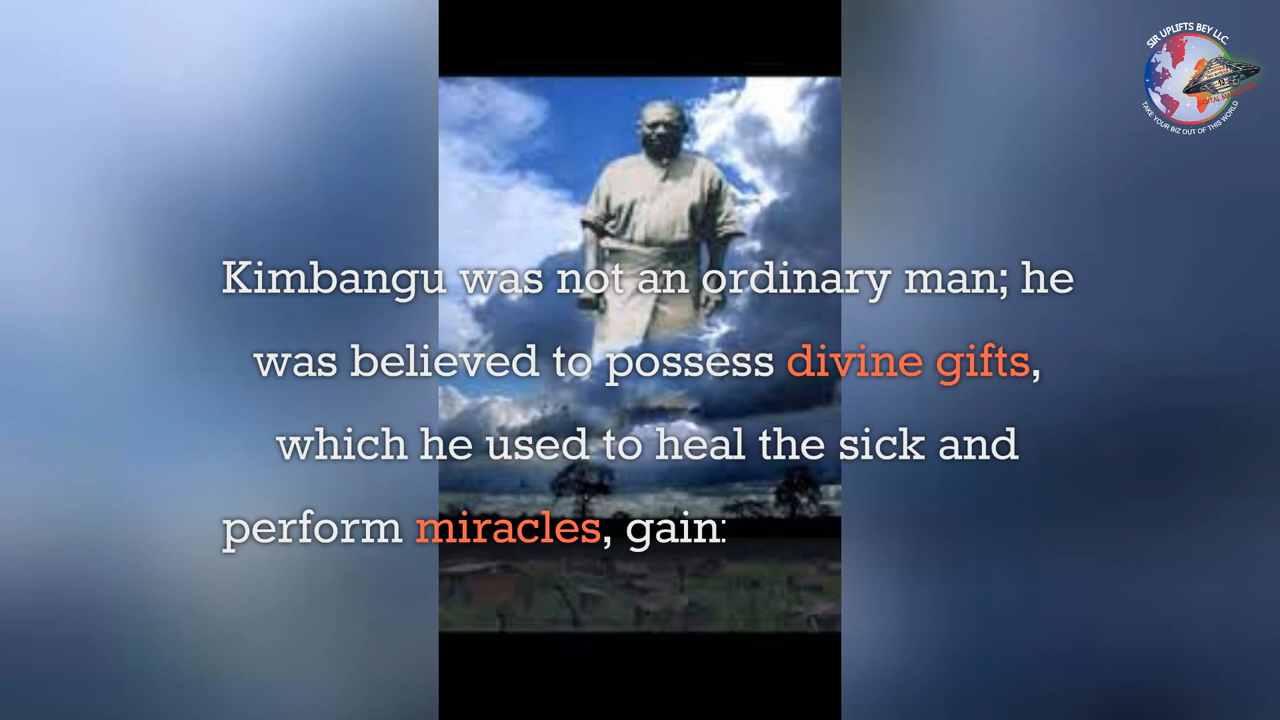 SIR UPLIFTS BEY LLC
TAKE YOUR BIZ OUT OF THIS WORLD
Kimbangu was not an ordinary man; he
was believed to possess divine gifts,
which he used to heal the sick and
perform miracles, gain